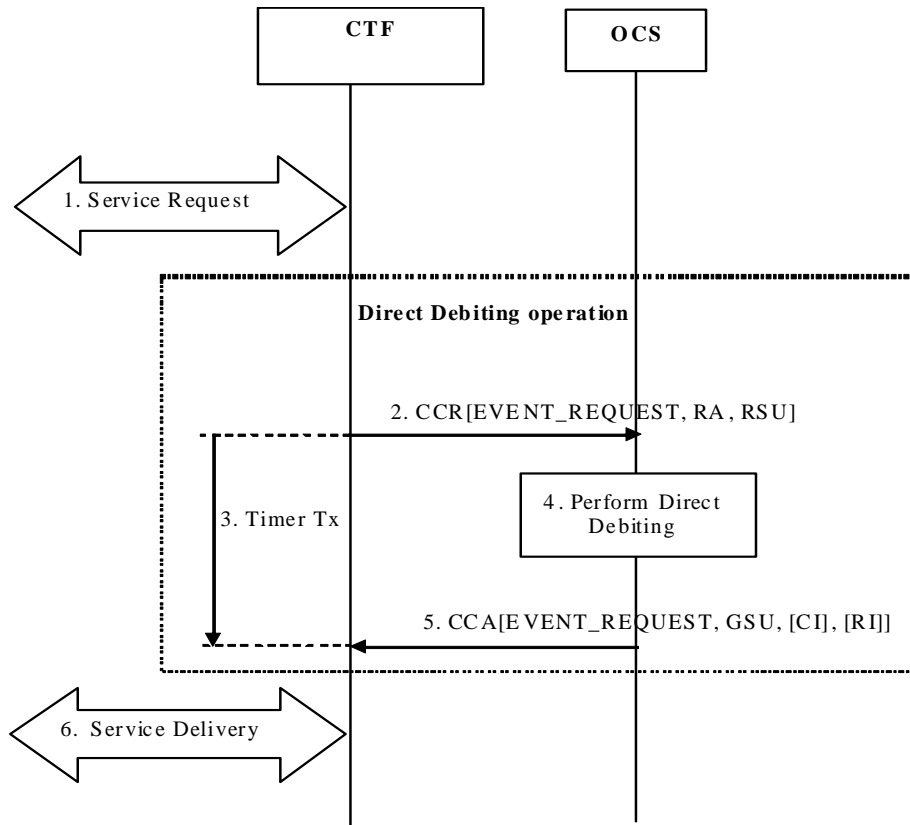 CTF
OCS
1. Service Request
Direct Debiting operation
2. CCR[EVENT_REQUEST, RA, RSU]
3. Timer Tx
4. Perform Direct
Debiting
5. CCA[EVENT_REQUEST, GSU, [CI], [RI]]
6. Service Delivery